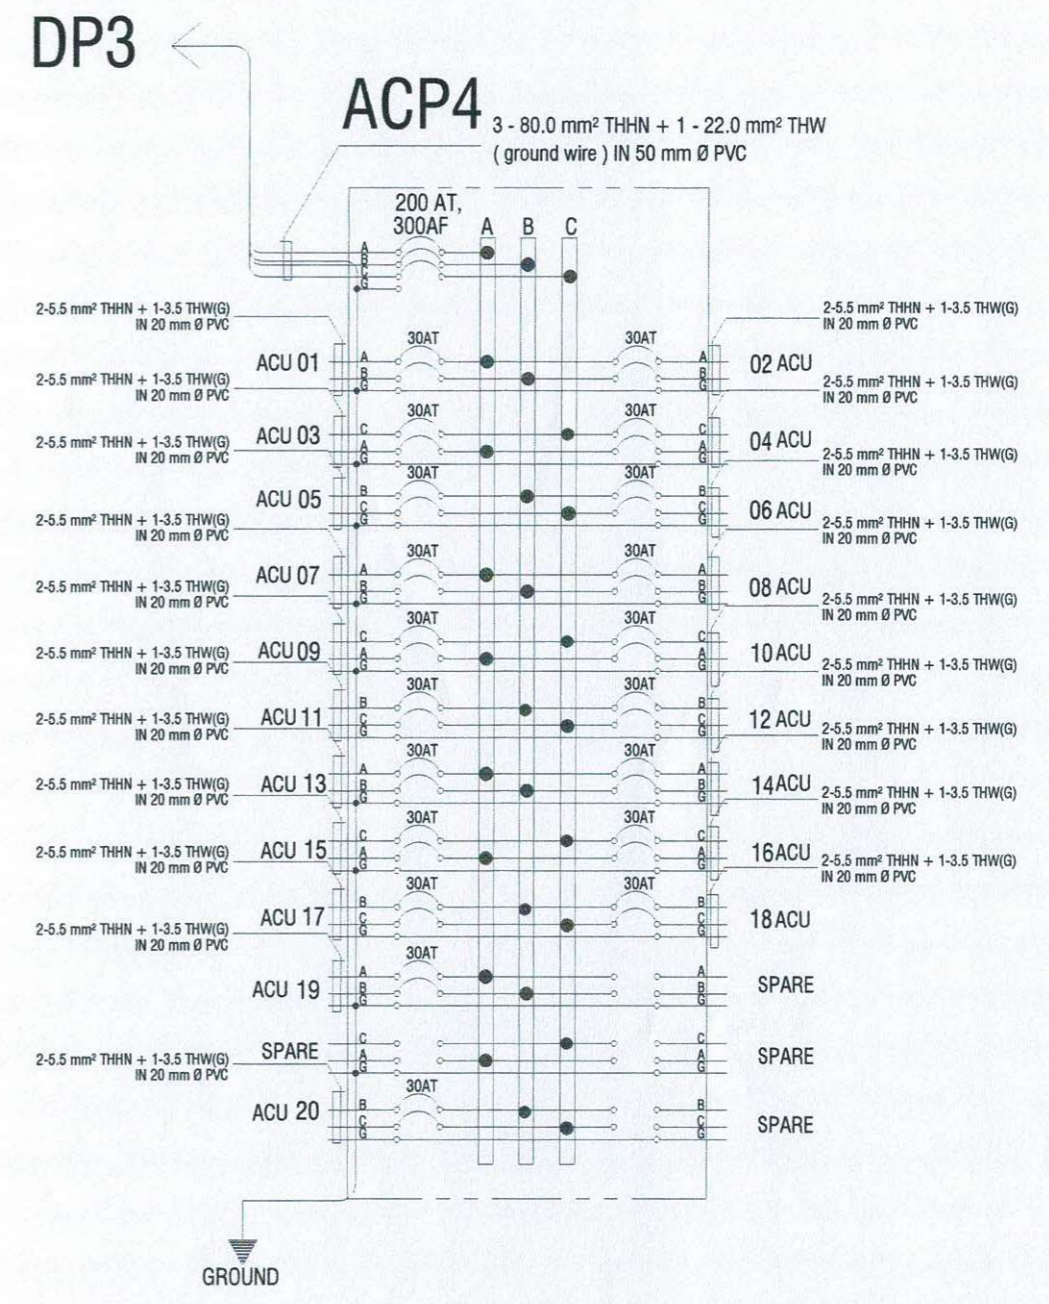 DP3
ACP4
3 - 80.0 mm² THHN + 1 - 22.0 mm² THW
( ground wire ) IN 50 mm Ø PVC
200 AT,
300AF
A B C
A
B
C
G
2-5.5 mm² THHN + 1-3.5 THW(G)
IN 20 mm Ø PVC
2-5.5 mm² THHN + 1-3.5 THW(G)
IN 20 mm Ø PVC
ACU 01 A B G 30AT 30AT A B G 02 ACU
2-5.5 mm² THHN + 1-3.5 THW(G)
IN 20 mm Ø PVC
2-5.5 mm² THHN + 1-3.5 THW(G)
IN 20 mm Ø PVC
ACU 03 C A G 30AT 30AT C A G 04 ACU
2-5.5 mm² THHN + 1-3.5 THW(G)
IN 20 mm Ø PVC
2-5.5 mm² THHN + 1-3.5 THW(G)
IN 20 mm Ø PVC
ACU 05 B C G 30AT 30AT B C G 06 ACU
2-5.5 mm² THHN + 1-3.5 THW(G)
IN 20 mm Ø PVC
2-5.5 mm² THHN + 1-3.5 THW(G)
IN 20 mm Ø PVC
ACU 07 A B G 30AT 30AT A B G 08 ACU
2-5.5 mm² THHN + 1-3.5 THW(G)
IN 20 mm Ø PVC
2-5.5 mm² THHN + 1-3.5 THW(G)
IN 20 mm Ø PVC
ACU 09 C A G 30AT 30AT C A G 10 ACU
2-5.5 mm² THHN + 1-3.5 THW(G)
IN 20 mm Ø PVC
2-5.5 mm² THHN + 1-3.5 THW(G)
IN 20 mm Ø PVC
ACU 11 B C G 30AT 30AT B C G 12 ACU
2-5.5 mm² THHN + 1-3.5 THW(G)
IN 20 mm Ø PVC
2-5.5 mm² THHN + 1-3.5 THW(G)
IN 20 mm Ø PVC
ACU 13 A B G 30AT 30AT A B G 14ACU
2-5.5 mm² THHN + 1-3.5 THW(G)
IN 20 mm Ø PVC
2-5.5 mm² THHN + 1-3.5 THW(G)
IN 20 mm Ø PVC
ACU 15 C A G 30AT 30AT C A G 16ACU
2-5.5 mm² THHN + 1-3.5 THW(G)
IN 20 mm Ø PVC
2-5.5 mm² THHN + 1-3.5 THW(G)
IN 20 mm Ø PVC
ACU 17 B C G 30AT 30AT B C G 18ACU
2-5.5 mm² THHN + 1-3.5 THW(G)
IN 20 mm Ø PVC
ACU 19 A B G 30AT A B G SPARE
SPARE C A G C A G SPARE
2-5.5 mm² THHN + 1-3.5 THW(G)
IN 20 mm Ø PVC
ACU 20 B C G 30AT B C G SPARE
GROUND